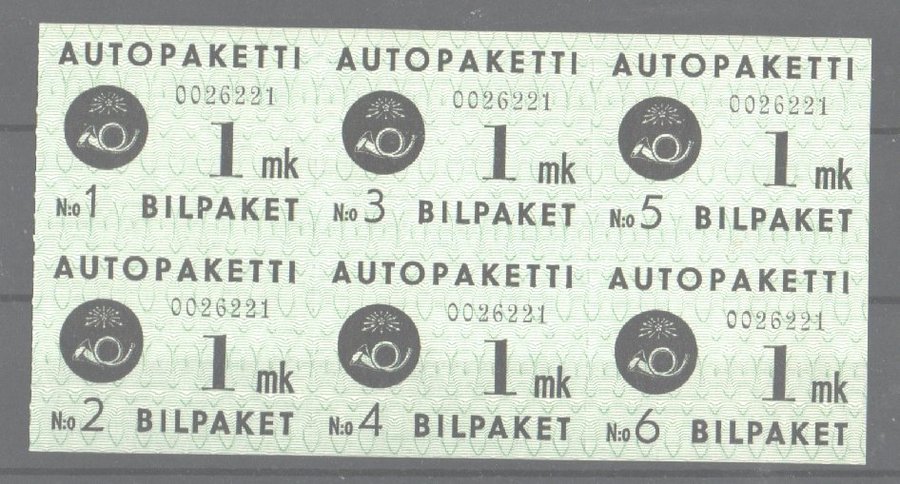 AUTOPAKETTI
0026221
1 mk
N:o 1 BILPAKET
AUTOPAKETTI
0026221
1 mk
N:o 3 BILPAKET
AUTOPAKETTI
0026221
1 mk
N:o 5 BILPAKET
AUTOPAKETTI
0026221
1 mk
N:o 2 BILPAKET
AUTOPAKETTI
0026221
1 mk
N:o 4 BILPAKET
AUTOPAKETTI
0026221
1 mk
N:o 6 BILPAKET